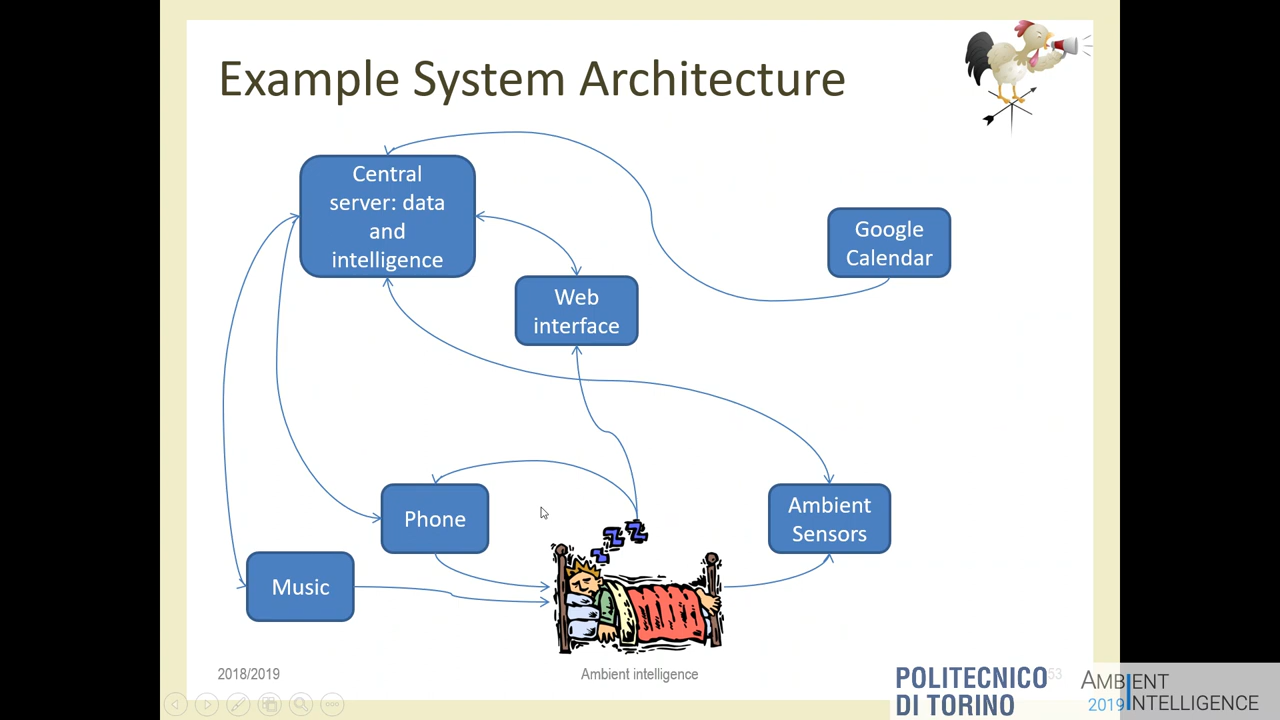 Example System Architecture
Central
server: data
and
intelligence
Google
Calendar
Web
interface
Phone
Ambient
Sensors
Music
2018/2019
Ambient intelligence
53
POLITECNICO
DI TORINO
AMBIENT
2019 INTELLIGENCE